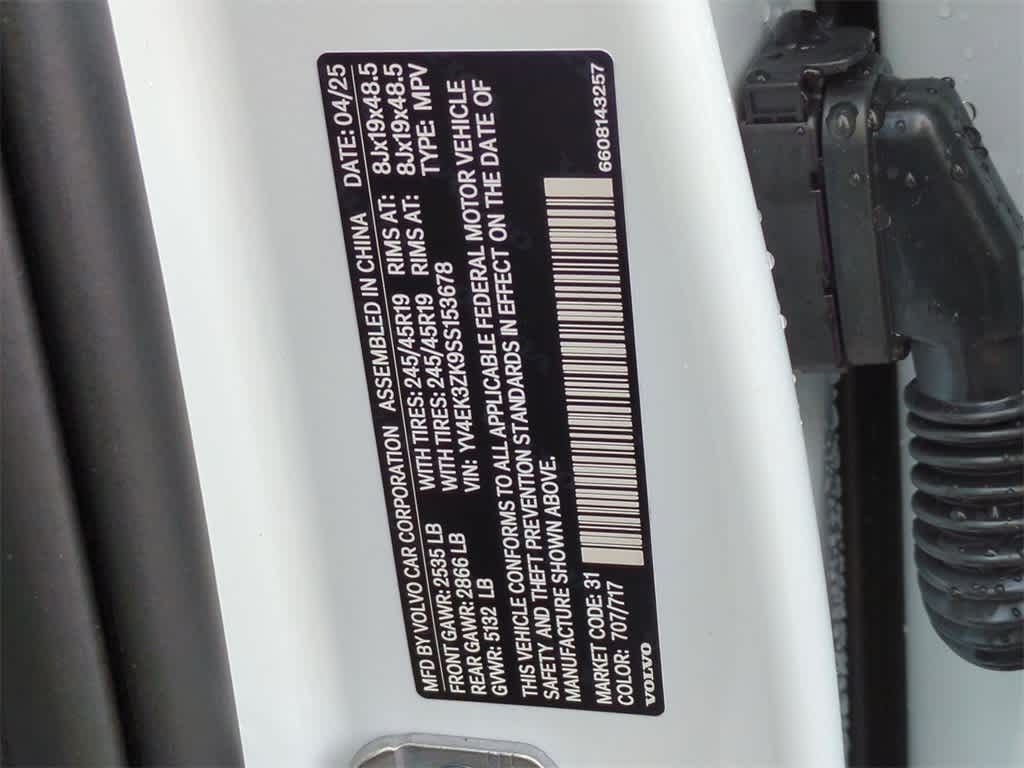 MFD BY VOLVO CAR CORPORATION ASSEMBLED IN CHINA DATE: 04/25
FRONT GAWR: 2535 LB WITH TIRES: 245/45R19 RIMS AT: 8Jx19x48.5
REAR GAWR: 2866 LB WITH TIRES: 245/45R19 RIMS AT: 8Jx19x48.5
GVWR: 5132 LB VIN: YV4EK3ZK9SS153678 TYPE: MPV
THIS VEHICLE CONFORMS TO ALL APPLICABLE FEDERAL MOTOR VEHICLE
SAFETY AND THEFT PREVENTION STANDARDS IN EFFECT ON THE DATE OF
MANUFACTURE SHOWN ABOVE.
MARKET CODE: 31
COLOR: 707/717
6608143257
VOLVO